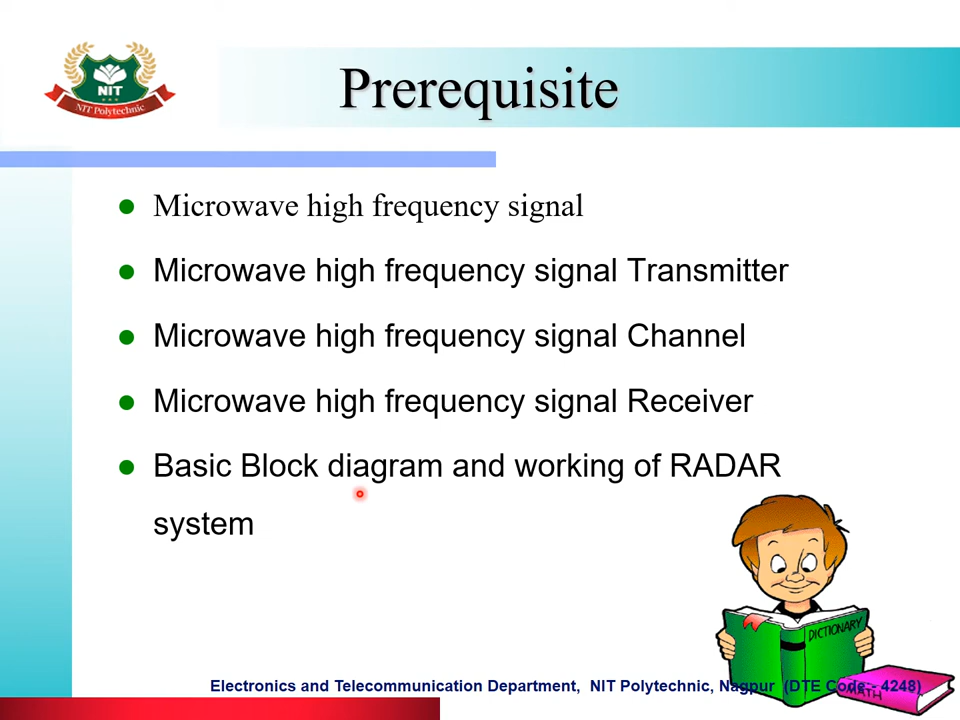 NIT
NIT Polytechnic
Prerequisite
Microwave high frequency signal
Microwave high frequency signal Transmitter
Microwave high frequency signal Channel
Microwave high frequency signal Receiver
Basic Block diagram and working of RADAR
system
DICTIONARY
MATH
Electronics and Telecommunication Department, NIT Polytechnic, Nagpur (DTE Code - 4248)